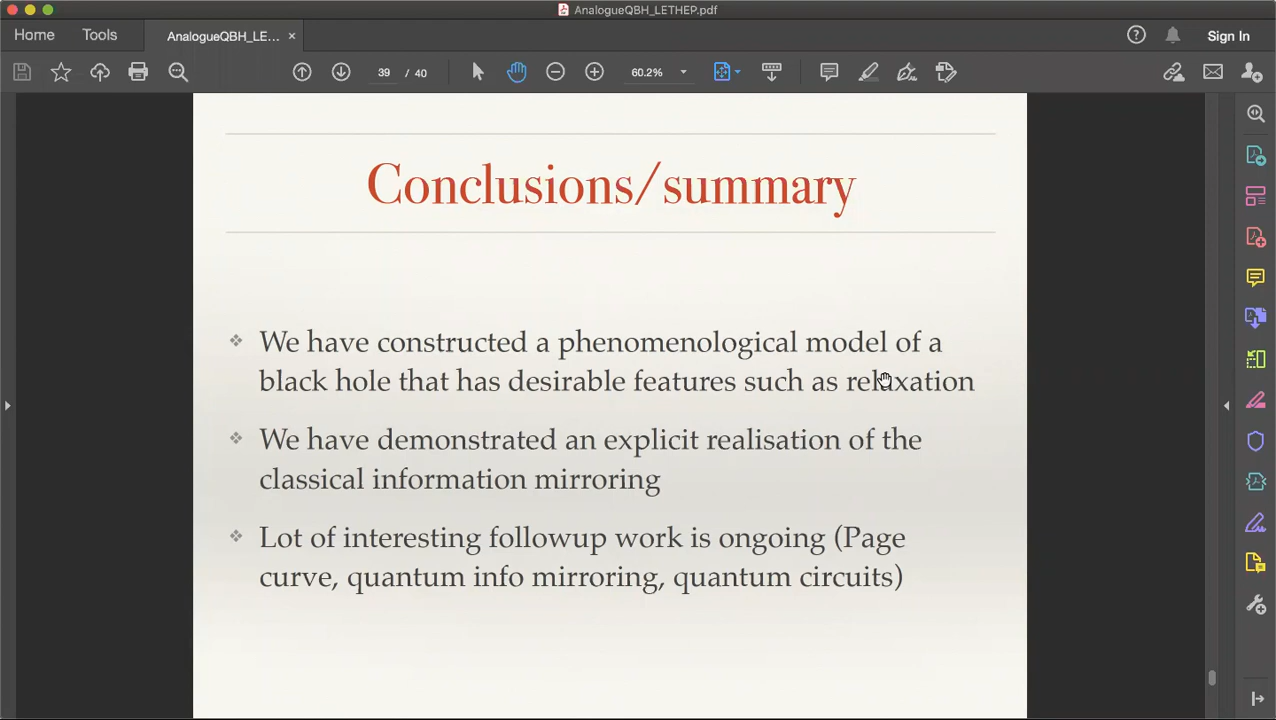 AnalogueQBH_LETHEP.pdf
Home Tools AnalogueQBH_LE... × Sign In
39 / 40 60.2%
Conclusions/summary
❖ We have constructed a phenomenological model of a
black hole that has desirable features such as relaxation
❖ We have demonstrated an explicit realisation of the
classical information mirroring
❖ Lot of interesting followup work is ongoing (Page
curve, quantum info mirroring, quantum circuits)